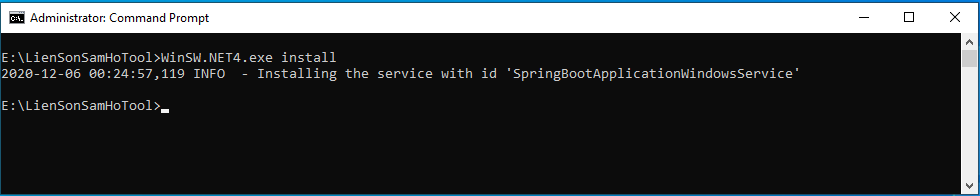 Administrator: Command Prompt
E:\LienSonSamHoTool>WinSW.NET4.exe install
2020-12-06 00:24:57,119 INFO  - Installing the service with id 'SpringBootApplicationWindowsService'
E:\LienSonSamHoTool>